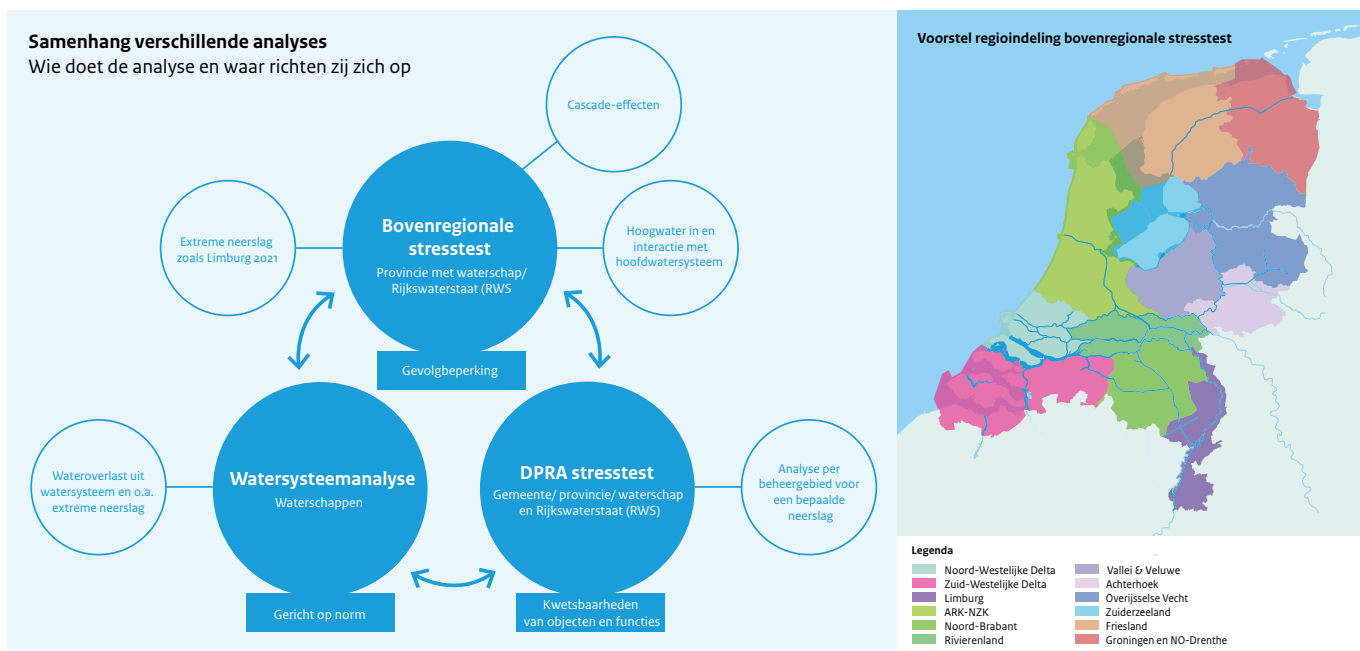 Samenhang verschillende analyses
Wie doet de analyse en waar richten zij zich op
Cascade-effecten
Extreme neerslag
zoals Limburg 2021
Bovenregionale
stresstest
Provincie met waterschap/
Rijkswaterstaat (RWS
Hoogwater in en
interactie met
hoofdwatersysteem
Gevolgbeperking
Wateroverlast uit
watersysteem en o.a.
extreme neerslag
Watersysteemanalyse
Waterschappen
Gericht op norm
DPRA stresstest
Gemeente/ provincie/ waterschap
en Rijkswaterstaat (RWS)
Kwetsbaarheden
van objecten en functies
Analyse per
beheergebied voor
een bepaalde
neerslag
Voorstel regioindeling bovenregionale stresstest
Legenda
Noord-Westelijke Delta
Zuid-Westelijke Delta
Limburg
ARK-NZK
Noord-Brabant
Rivierenland
Vallei & Veluwe
Achterhoek
Overijsselse Vecht
Zuiderzeeland
Friesland
Groningen en NO-Drenthe